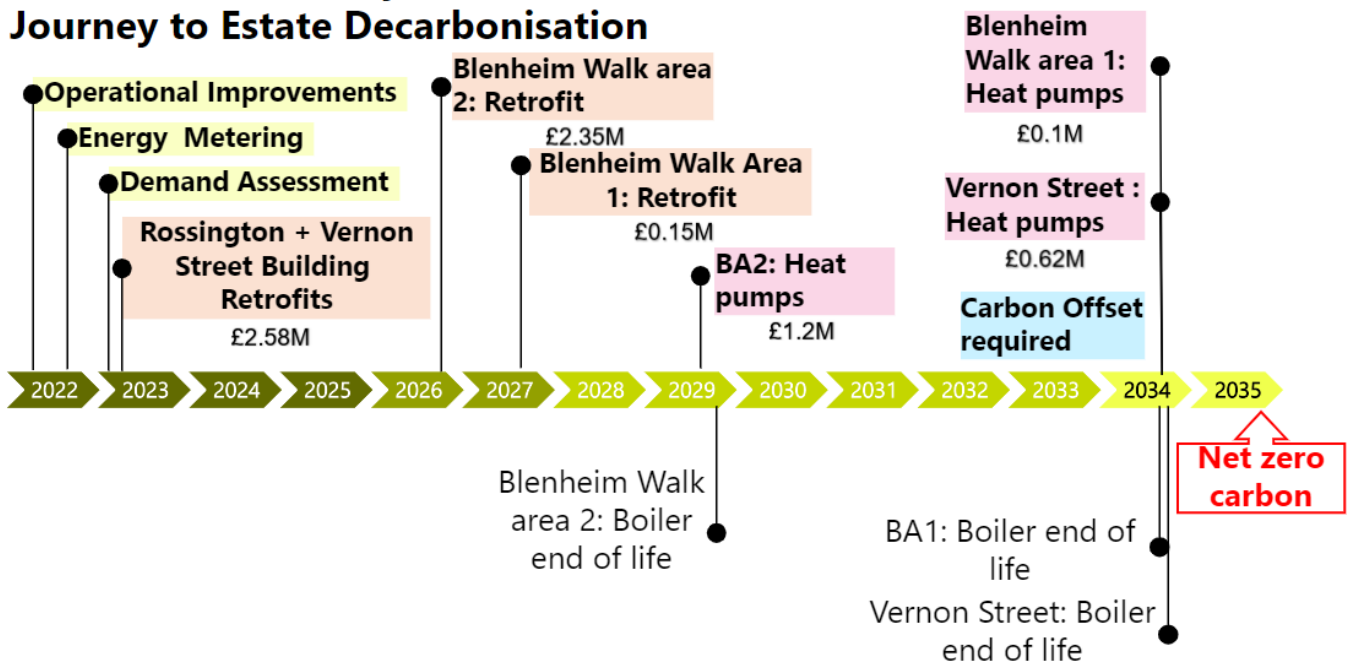 Journey to Estate Decarbonisation
Operational Improvements
Energy Metering
Demand Assessment
Rossington + Vernon
Street Building
Retrofits
£2.58M
Blenheim Walk area
2: Retrofit
£2.35M
Blenheim Walk Area
1: Retrofit
£0.15M
BA2: Heat
pumps
£1.2M
Blenheim
Walk area 1:
Heat pumps
£0.1M
Vernon Street :
Heat pumps
£0.62M
Carbon Offset
required
2022
2023
2024
2025
2026
2027
2028
2029
2030
2031
2032
2033
2034
2035
Blenheim Walk
area 2: Boiler
end of life
BA1: Boiler end of
life
Vernon Street: Boiler
end of life
Net zero
carbon